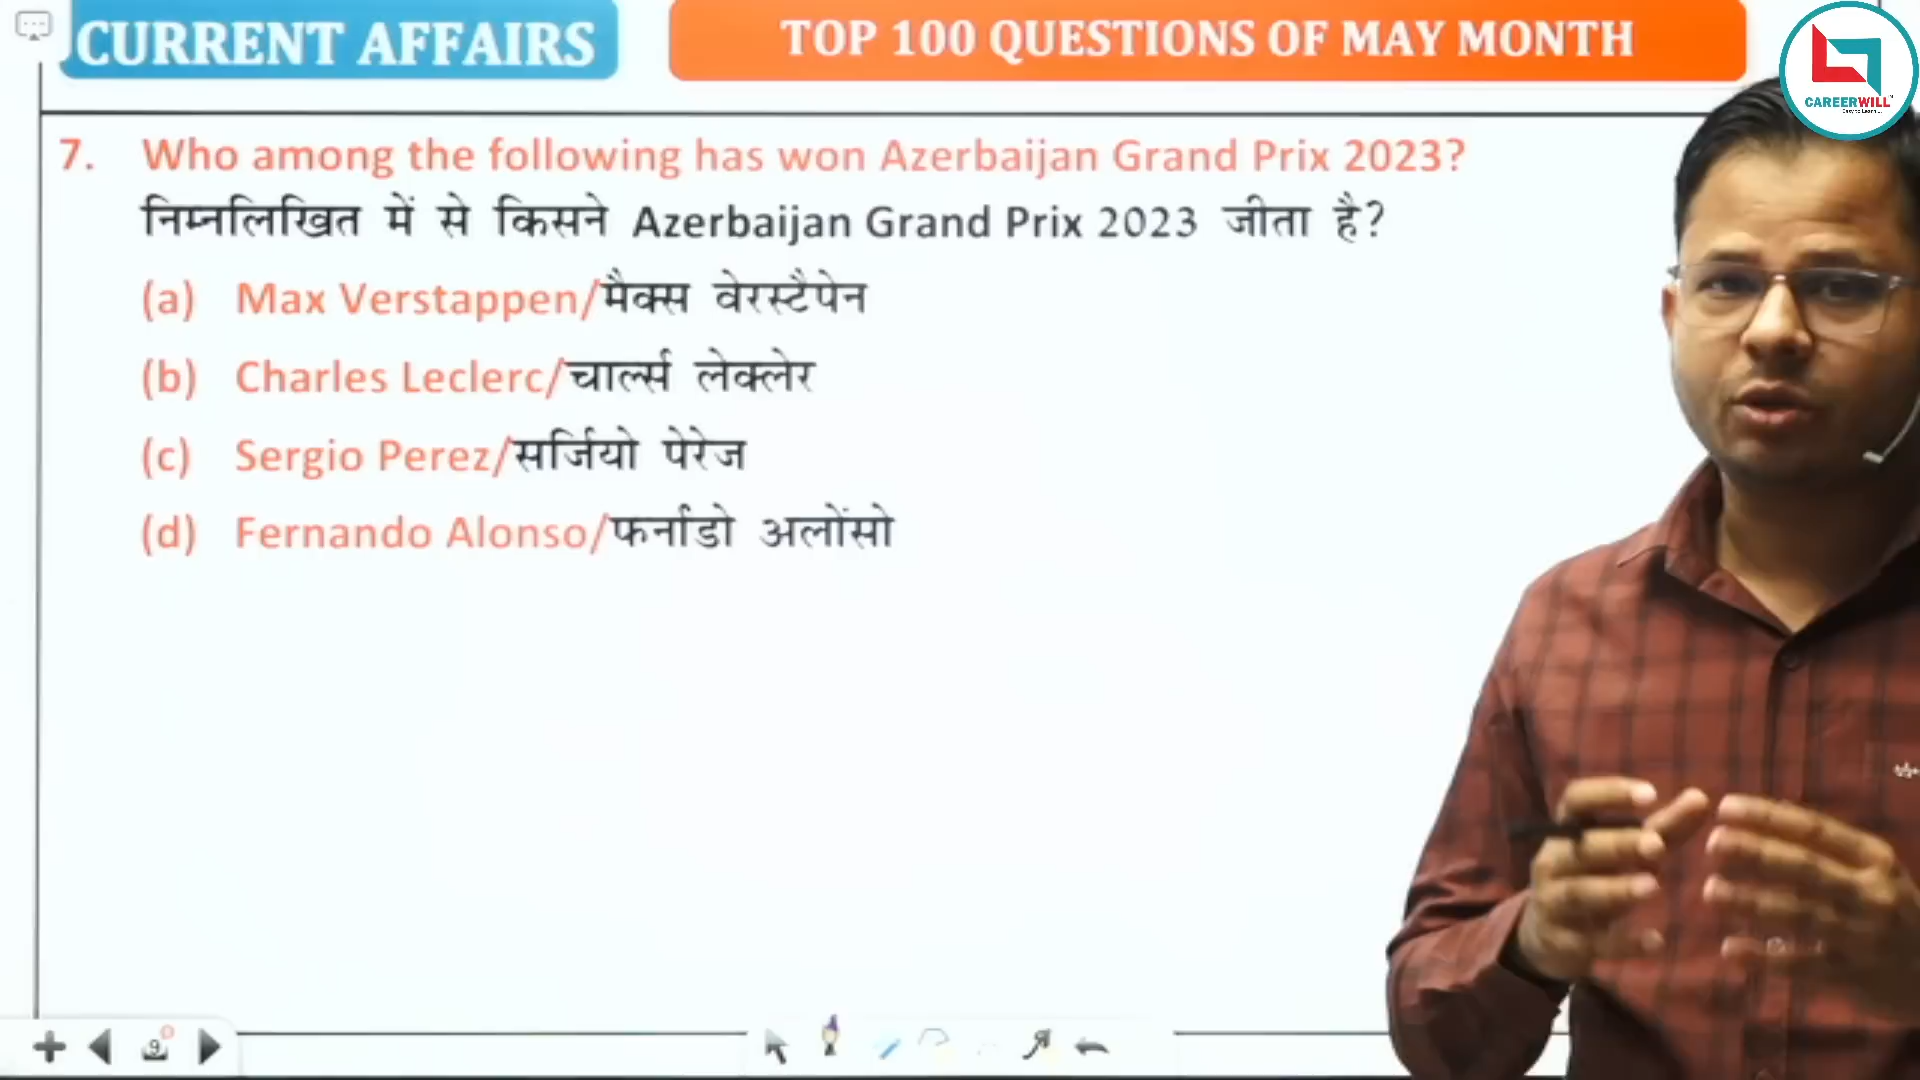 CURRENT AFFAIRS
TOP 100 QUESTIONS OF MAY MONTH
CAREERWILL
7. Who among the following has won Azerbaijan Grand Prix 2023?
निम्नलिखित में से किसने Azerbaijan Grand Prix 2023 जीता है?
(a) Max Verstappen/मैक्स वेरस्टैपेन
(b) Charles Leclerc/चार्ल्स लेक्लेर
(c) Sergio Perez/सर्जियो पेरेज
(d) Fernando Alonso/फर्नाडो अलोंसो
9